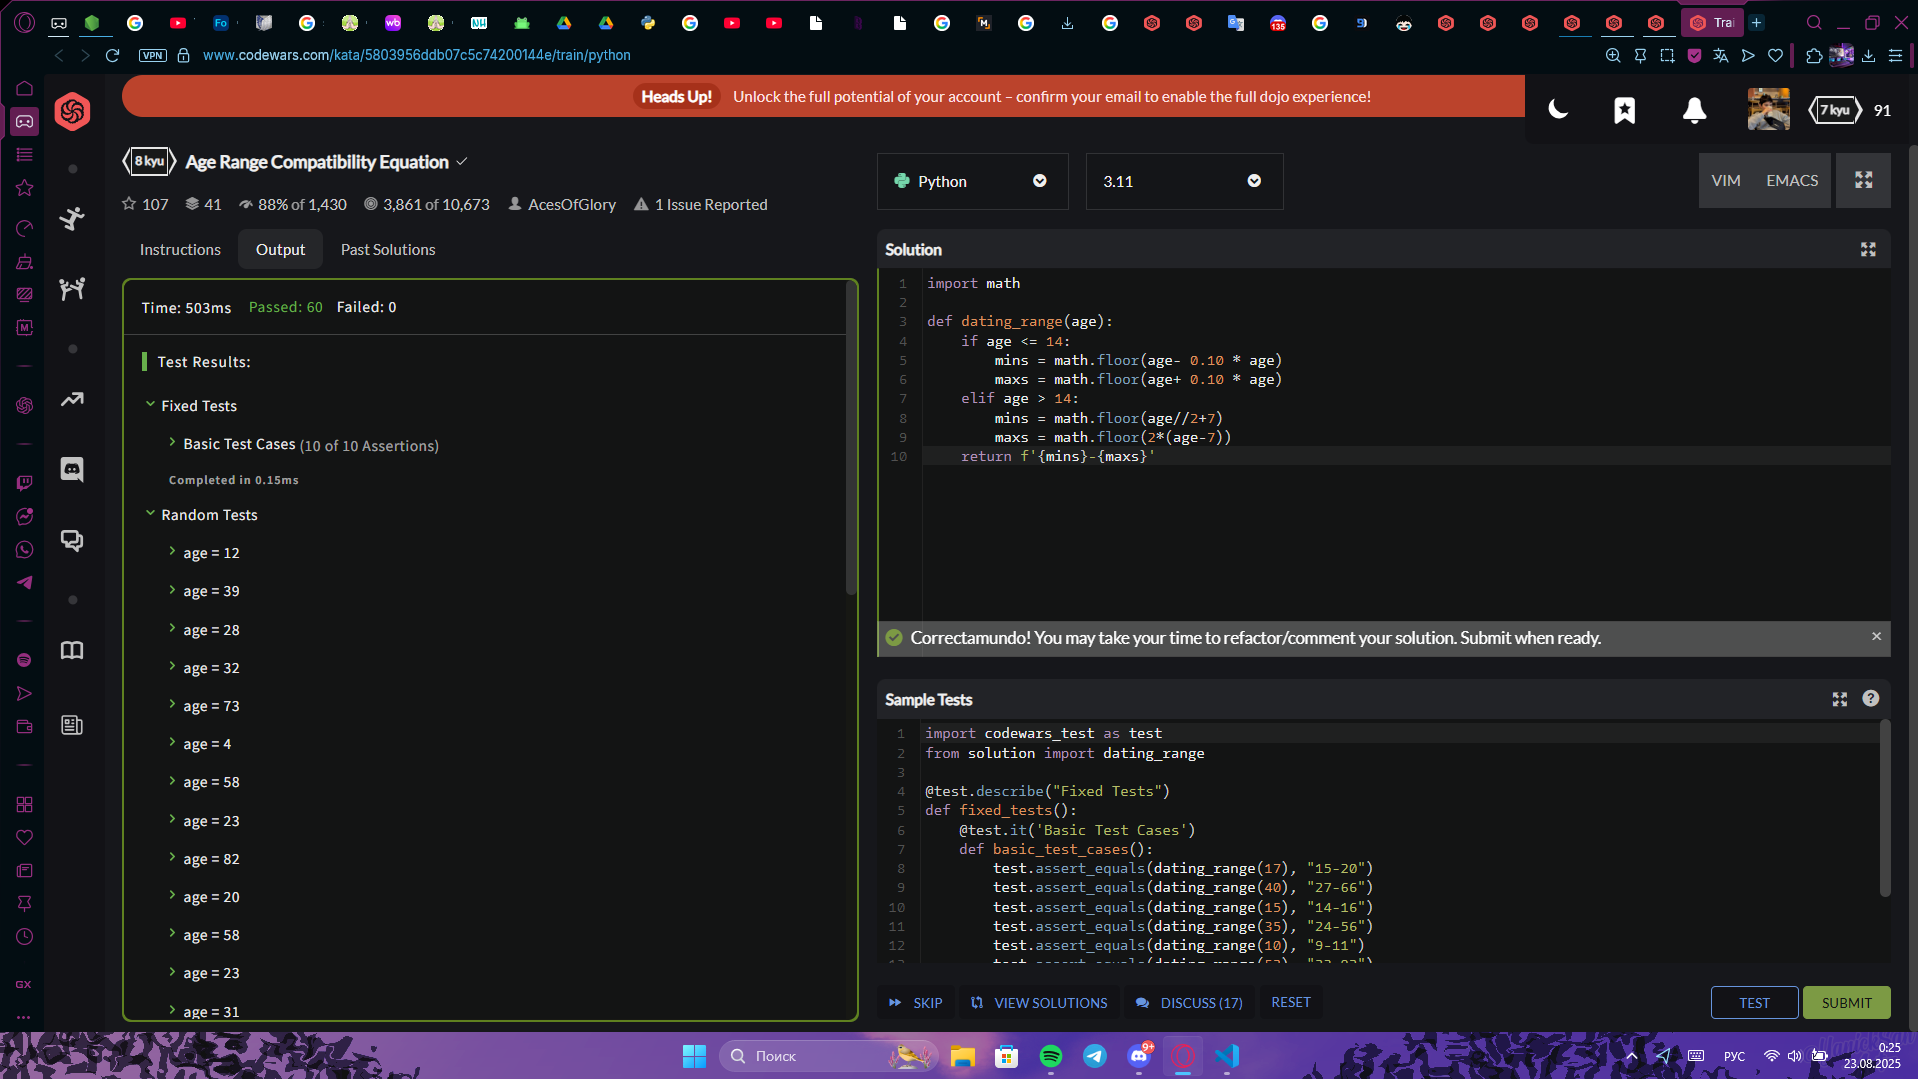 Trai
VPN
www.codewars.com/kata/5803956ddb07c5c74200144e/train/python
Heads Up! Unlock the full potential of your account – confirm your email to enable the full dojo experience!
7 kyu 91
8 kyu Age Range Compatibility Equation
107 41 88% of 1,430 3,861 of 10,673 AcesOfGlory 1 Issue Reported
Python
3.11
VIM EMACS
Instructions Output Past Solutions
Time: 503ms Passed: 60 Failed: 0
Test Results:
Fixed Tests
Basic Test Cases (10 of 10 Assertions)
Completed in 0.15ms
Random Tests
age = 12
age = 39
age = 28
age = 32
age = 73
age = 4
age = 58
age = 23
age = 82
age = 20
age = 58
age = 23
age = 31
Solution
1 import math
2
3 def dating_range(age):
4 if age <= 14:
5 mins = math.floor(age- 0.10 * age)
6 maxs = math.floor(age+ 0.10 * age)
7 elif age > 14:
8 mins = math.floor(age//2+7)
9 maxs = math.floor(2*(age-7))
10 return f'{mins}-{maxs}'
Correctamundo! You may take your time to refactor/comment your solution. Submit when ready.
Sample Tests
1 import codewars_test as test
2 from solution import dating_range
3
4 @test.describe("Fixed Tests")
5 def fixed_tests():
6 @test.it('Basic Test Cases')
7 def basic_test_cases():
8 test.assert_equals(dating_range(17), "15-20")
9 test.assert_equals(dating_range(40), "27-66")
10 test.assert_equals(dating_range(15), "14-16")
11 test.assert_equals(dating_range(35), "24-56")
12 test.assert_equals(dating_range(10), "9-11")
SKIP VIEW SOLUTIONS DISCUSS (17) RESET
TEST SUBMIT
GX
Поиск
9+
РУС
0:25
23.08.2025